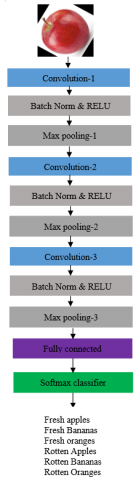 Convolution-1
Batch Norm & RELU
Max pooling-1
Convolution-2
Batch Norm & RELU
Max pooling-2
Convolution-3
Batch Norm & RELU
Max pooling-3
Fully connected
Softmax classifier
Fresh apples
Fresh Bananas
Fresh oranges
Rotten Apples
Rotten Bananas
Rotten Oranges